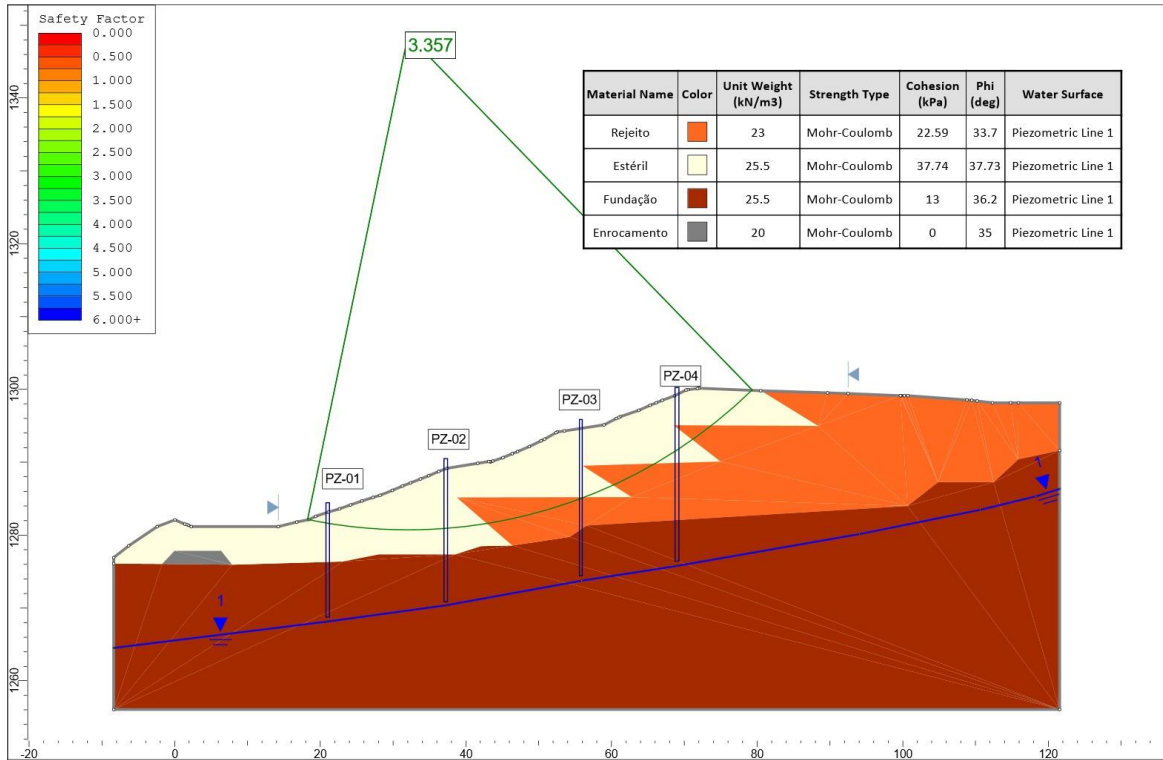 Safety Factor
0.000
0.500
1.000
1.500
2.000
2.500
3.000
3.500
4.000
4.500
5.000
5.500
6.000+
3.357
Material Name Color Unit Weight (kN/m3) Strength Type Cohesion (kPa) Phi (deg) Water Surface
Rejeito 23 Mohr-Coulomb 22.59 33.7 Piezometric Line 1
Estéril 25.5 Mohr-Coulomb 37.74 37.73 Piezometric Line 1
Fundação 25.5 Mohr-Coulomb 13 36.2 Piezometric Line 1
Enrocamento 20 Mohr-Coulomb 0 35 Piezometric Line 1
PZ-01
PZ-02
PZ-03
PZ-04
1
1
1340
1320
1300
1280
1260
-20 0 20 40 60 80 100 120